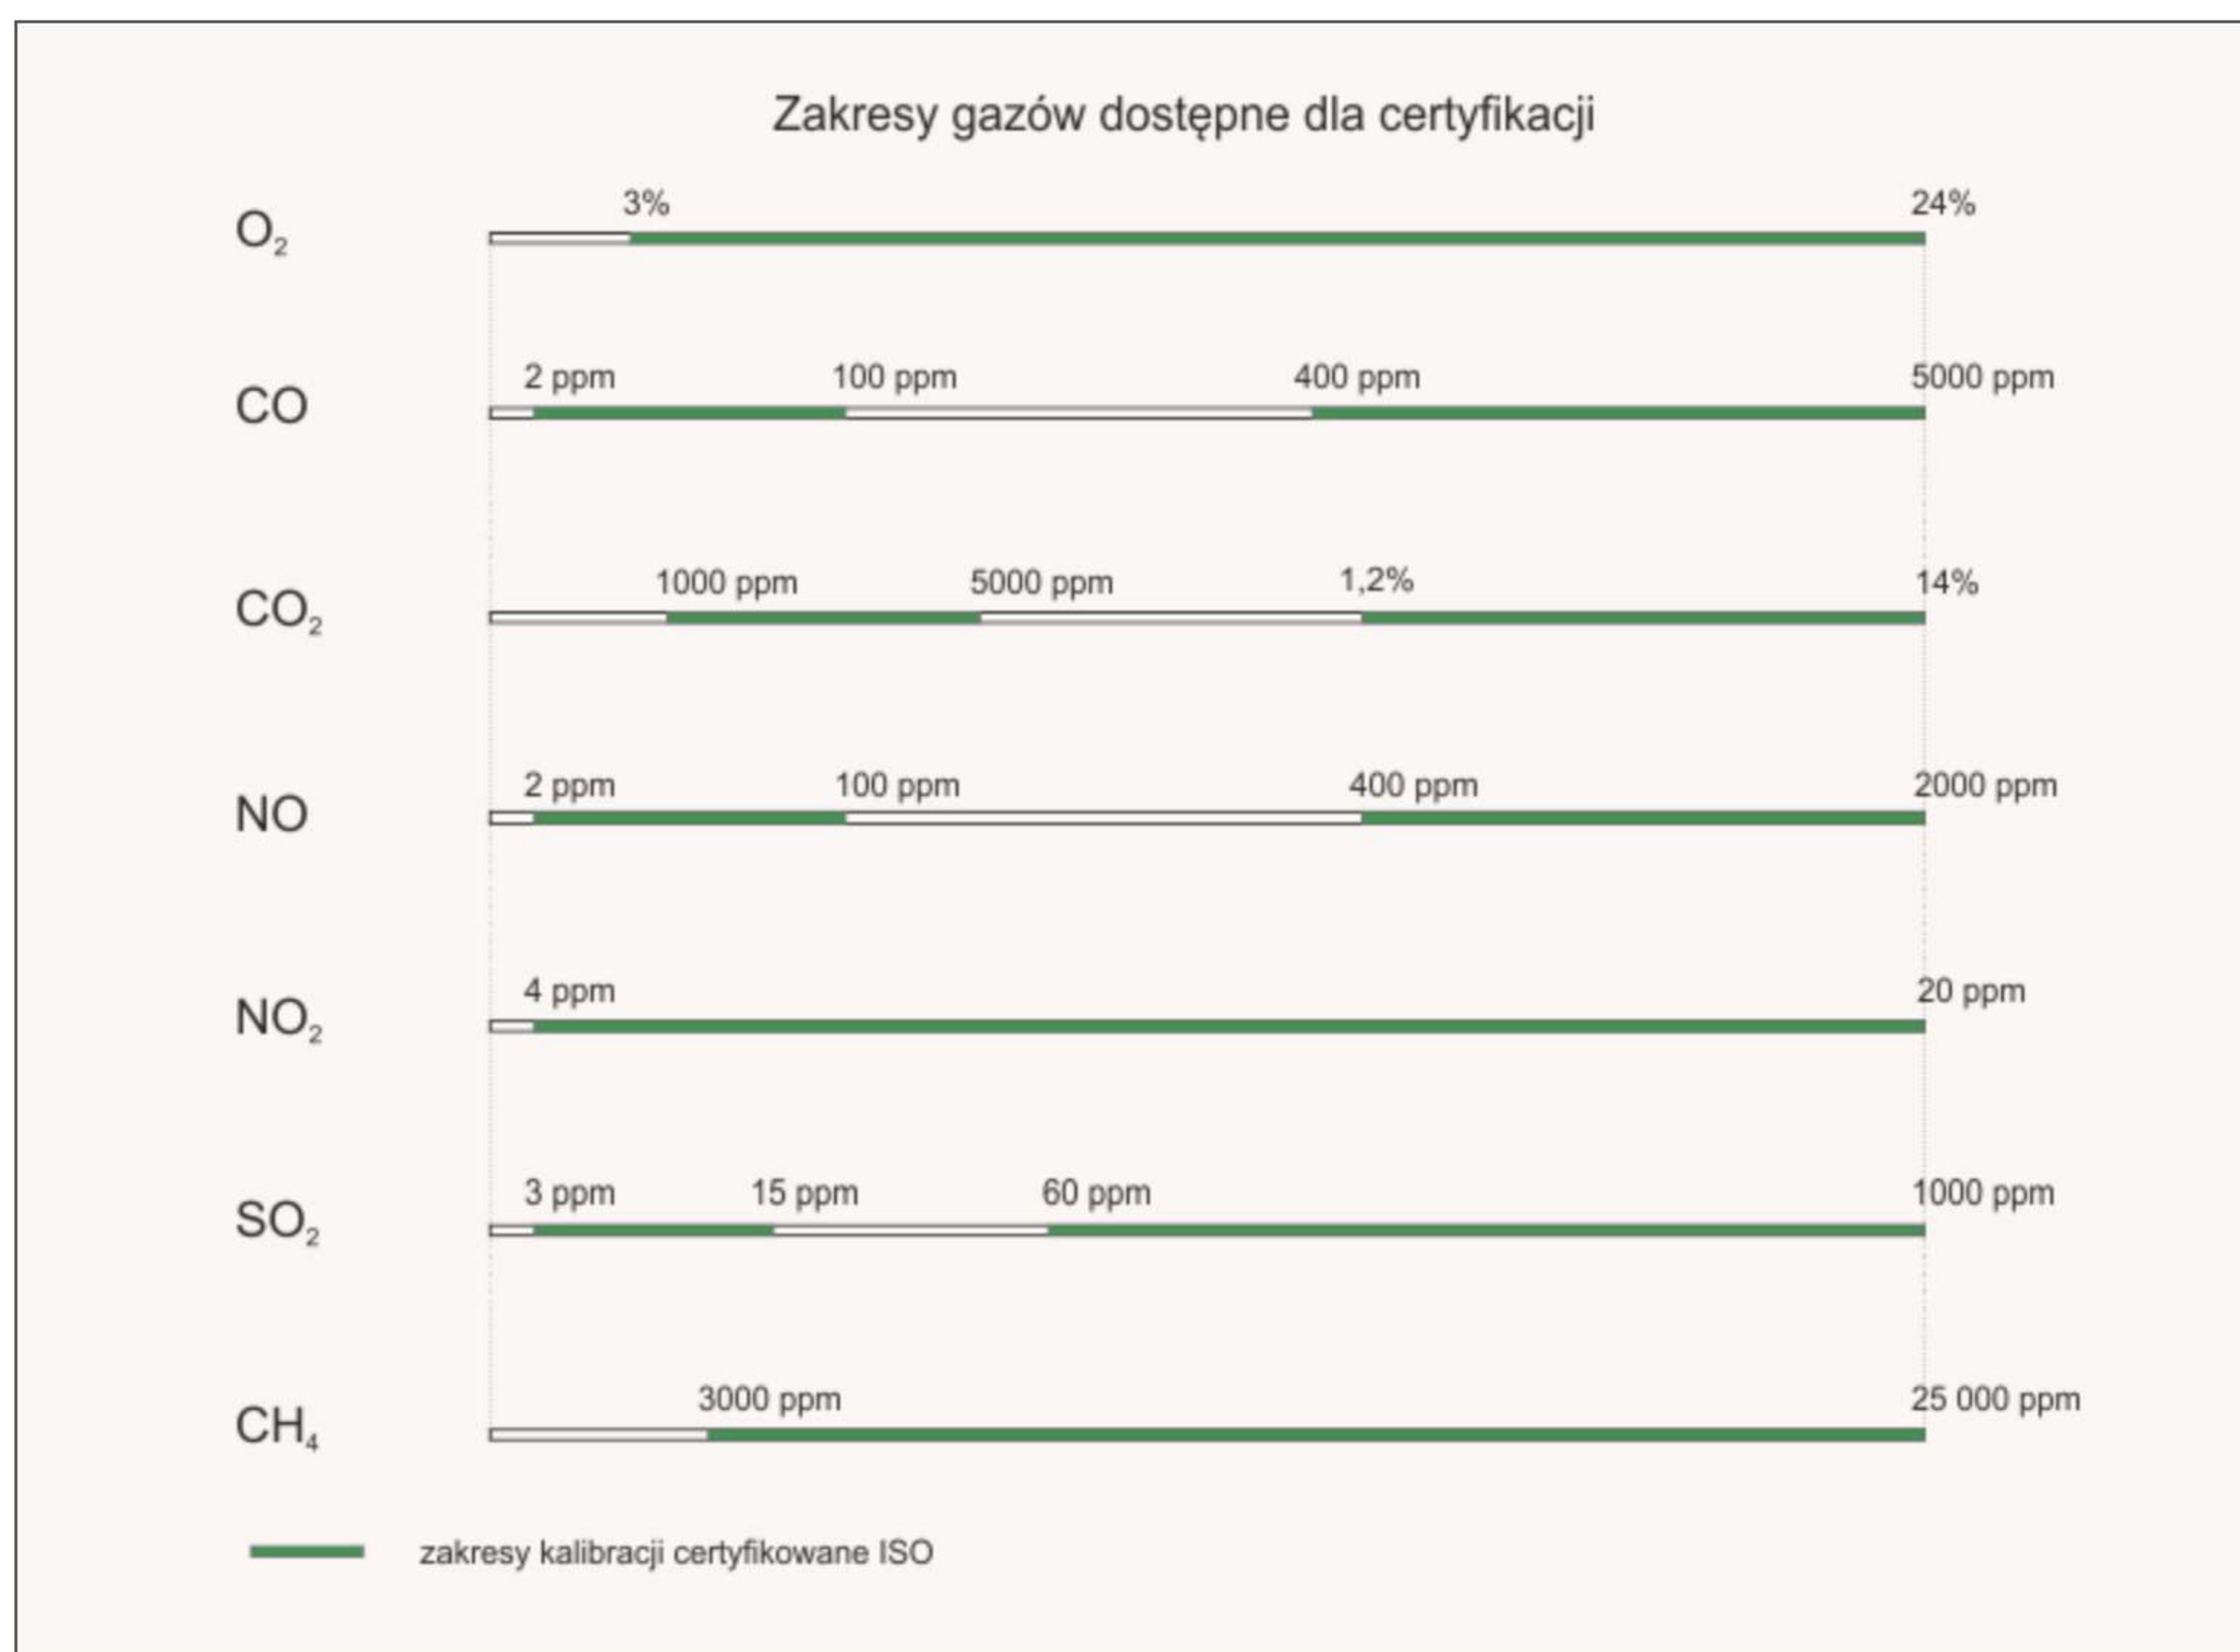 Zakresy gazów dostępne dla certyfikacji
3% 24%
O₂
2 ppm 100 ppm 400 ppm 5000 ppm
CO
1000 ppm 5000 ppm 1,2% 14%
CO₂
2 ppm 100 ppm 400 ppm 2000 ppm
NO
4 ppm 20 ppm
NO₂
3 ppm 15 ppm 60 ppm 1000 ppm
SO₂
3000 ppm 25 000 ppm
CH₄
zakresy kalibracji certyfikowane ISO